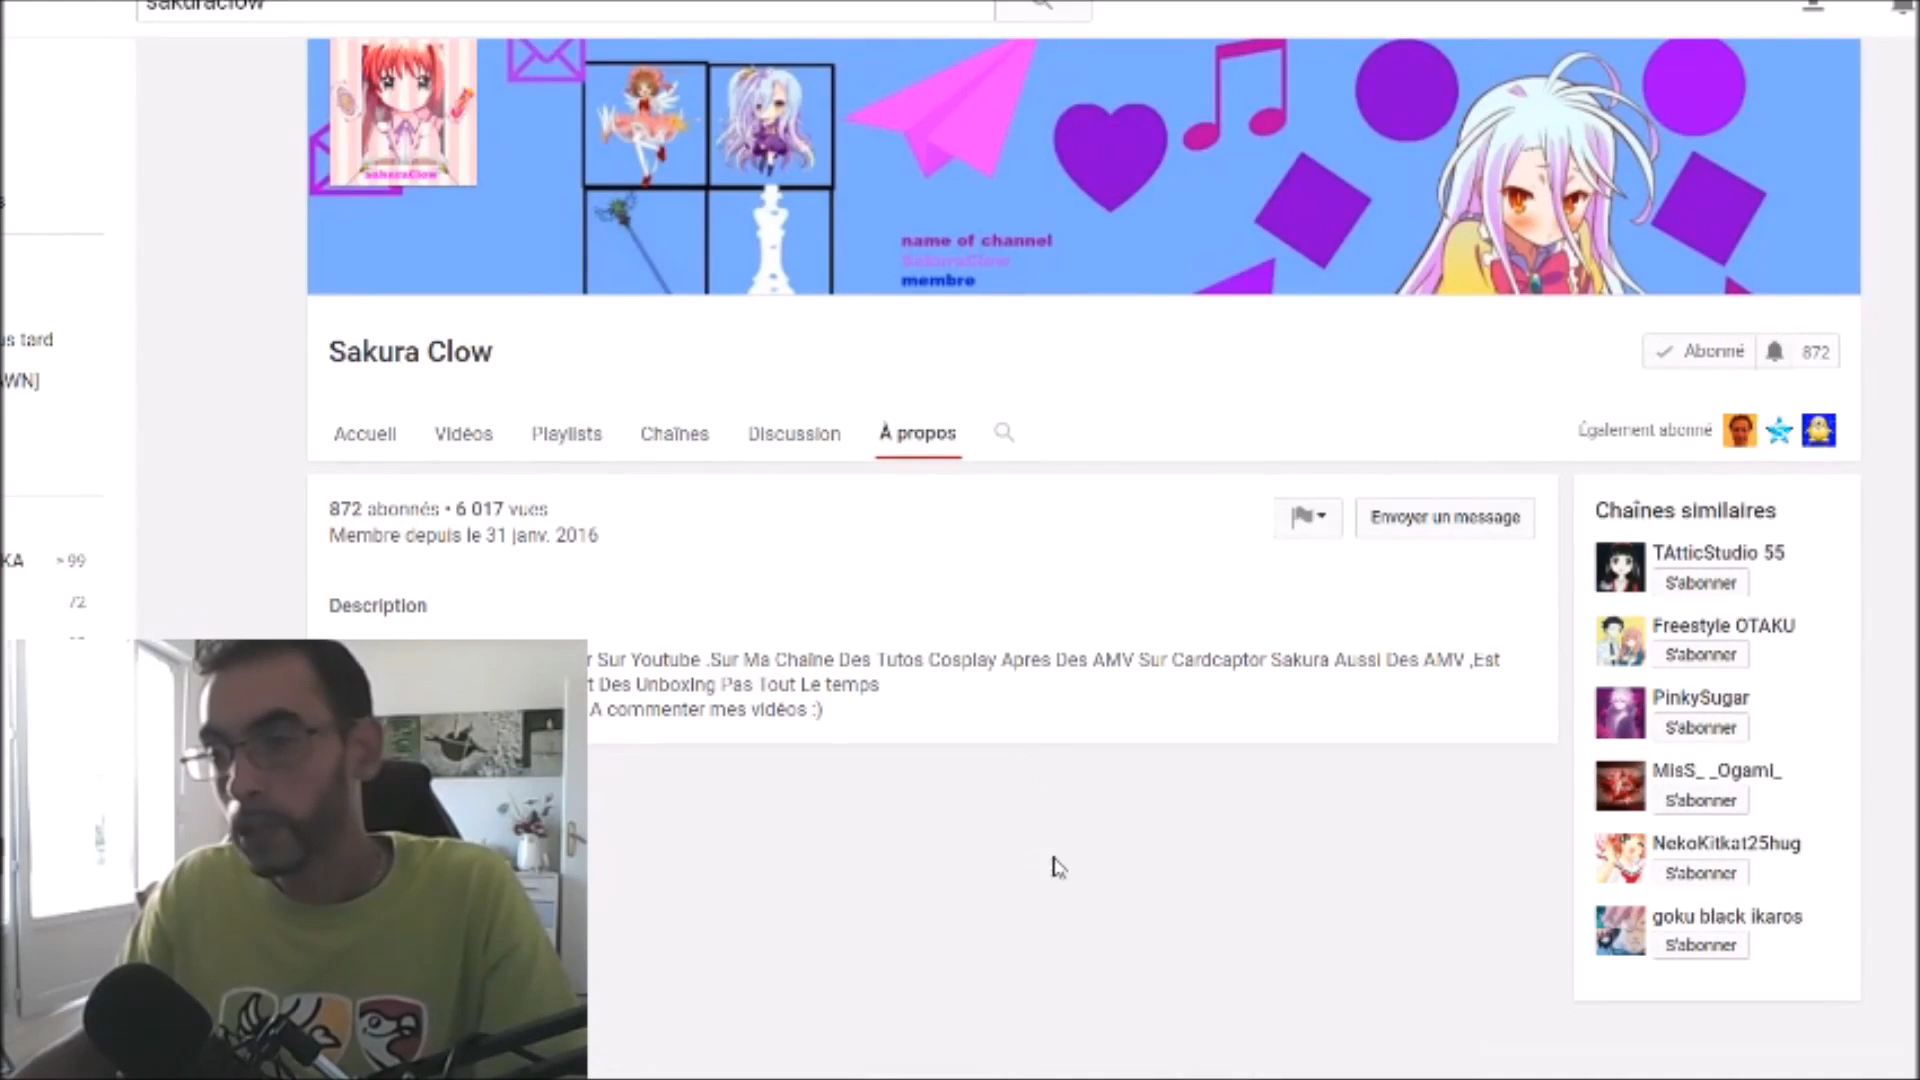 sakuraclow
sakuraClow
name of channel
SakuraClow
membre
Sakura Clow
Abonné 872
Accueil Vidéos Playlists Chaînes Discussion À propos
Également abonné
872 abonnés • 6 017 vues
Membre depuis le 31 janv. 2016
Envoyer un message
Description
r Sur Youtube .Sur Ma Chaîne Des Tutos Cosplay Apres Des AMV Sur Cardcaptor Sakura Aussi Des AMV ,Est
t Des Unboxing Pas Tout Le temps
A commenter mes vidéos :)
Chaînes similaires
TAtticStudio 55
S'abonner
Freestyle OTAKU
S'abonner
PinkySugar
S'abonner
MisS_ _OgamI_
S'abonner
NekoKitkat25hug
S'abonner
goku black ikaros
S'abonner
s tard
WN]
KA > 99
72